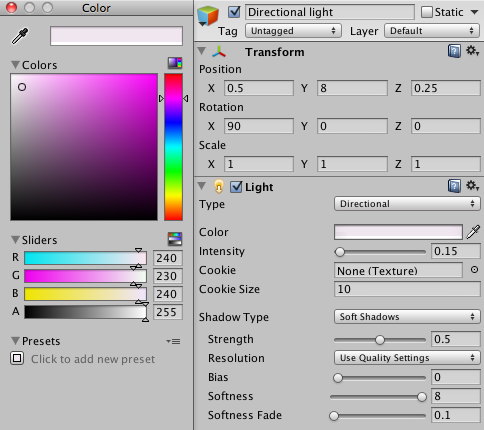 Color
Colors
Sliders
R 240
G 230
B 240
A 255
Presets
Click to add new preset
Directional light Static
Tag Untagged Layer Default
Transform
Position
X 0.5 Y 8 Z 0.25
Rotation
X 90 Y 0 Z 0
Scale
X 1 Y 1 Z 1
Light
Type Directional
Color
Intensity 0.15
Cookie None (Texture)
Cookie Size 10
Shadow Type Soft Shadows
Strength 0.5
Resolution Use Quality Settings
Bias 0
Softness 8
Softness Fade 0.1